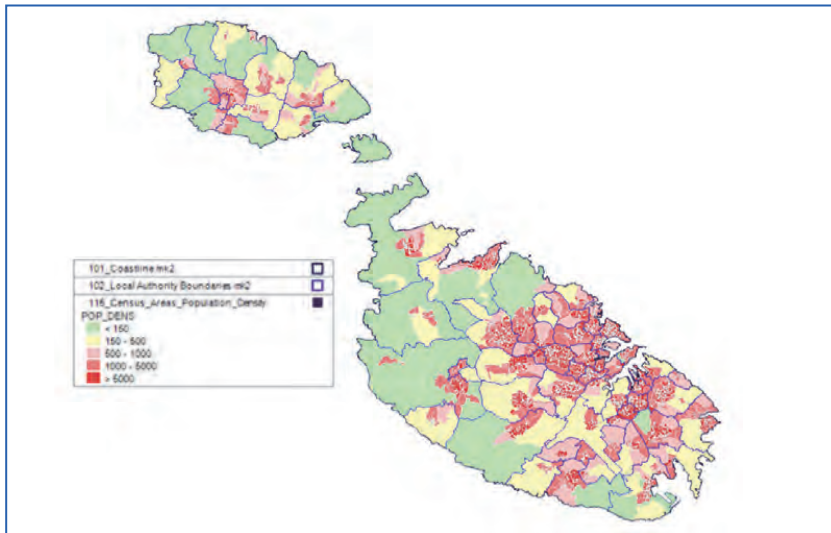 101_Coastline mk2
102_Local Authority Boundaries mk2
116_Census_Areas_Population_Density
POP_DENS
< 150
150 - 500
500 - 1000
1000 - 5000
> 5000